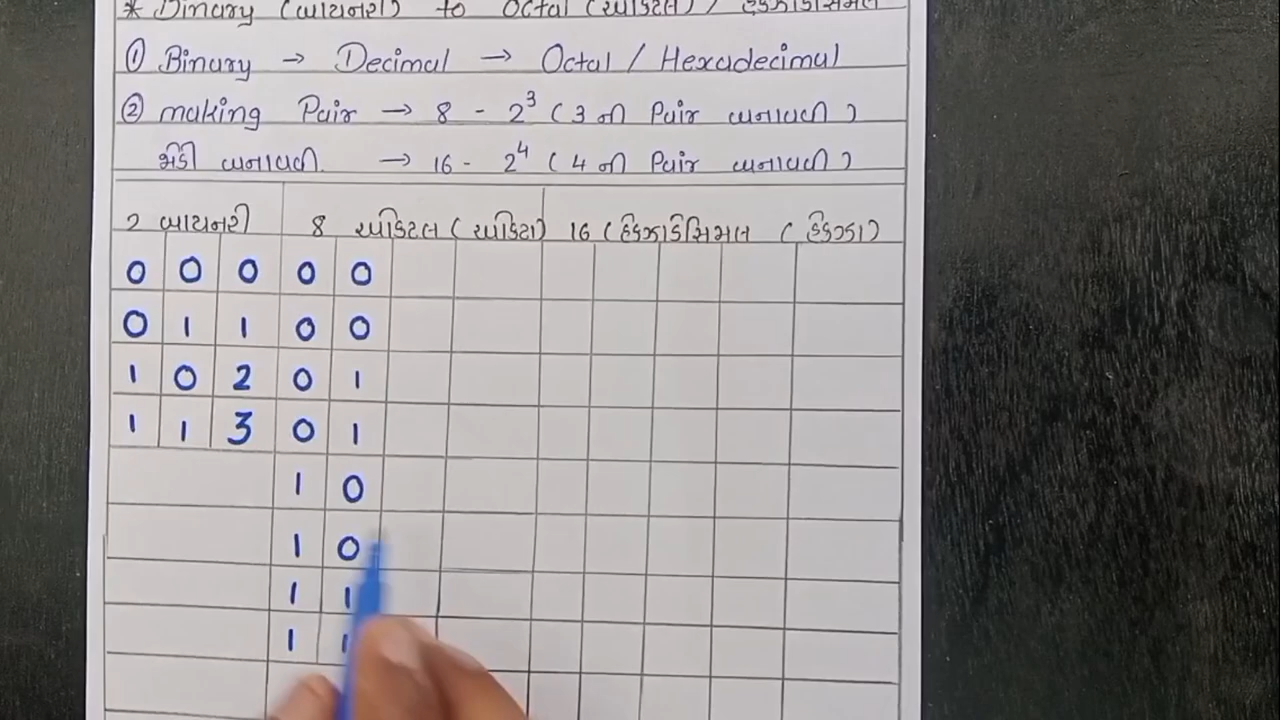 * Binary (બાયનરી) to Octal (ઓક્ટલ) / હેક્ઝાડેસિમલ
① Binary → Decimal → Octal / Hexadecimal
② making Pair → 8 - 2³ (3 ની Pair બનાવવી)
બનાવવી. → 16 - 2⁴ (4 ની Pair બનાવવી)
2 બાયનરી 8 ઓક્ટલ ( 16 (હેક્ઝાડેસિમલ (હેક્ઝા)
0 0 0 0 0
0 1 1 0 0
1 0 2 0 1
1 1 3 0 1
1 0
1 0
1 1
1 1